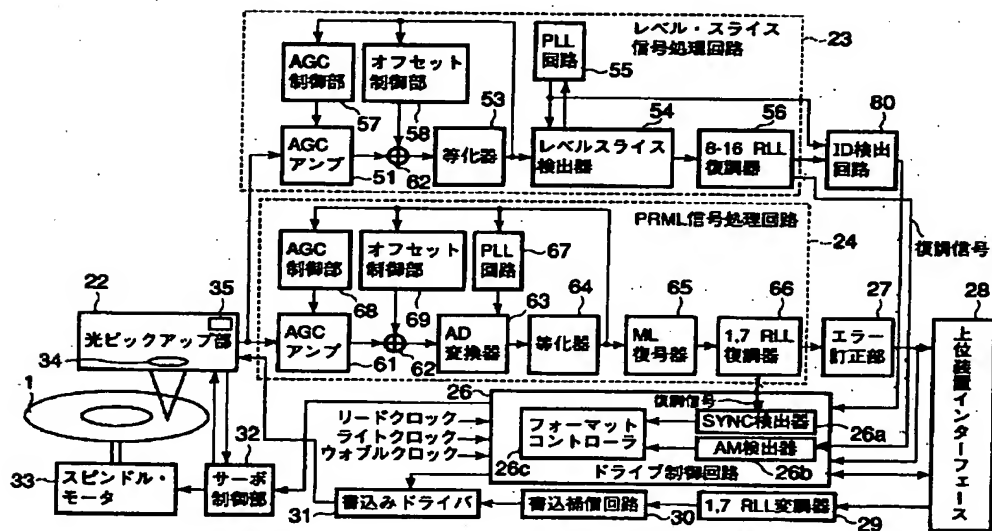 レベル・スライス
信号処理回路
23
AGC
制御部
57
オフセット
制御部
58
PLL
回路
55
53
54
56
80
AGC
アンプ
51
62
等化器
レベルスライス
検出器
8-16 RLL
復調器
ID検出
回路
PRML信号処理回路
24
復調信号
AGC
制御部
68
オフセット
制御部
69
PLL
回路
67
22
35
光ピックアップ部
34
63
64
65
66
27
28
AGC
アンプ
61
62
AD
変換器
等化器
ML
復号器
1,7 RLL
復調器
エラー
訂正部
上位装置インターフェース
1
26
復調信号
リードクロック
ライトクロック
ウォブルクロック
フォーマット
コントローラ
26c
SYNC検出器
26a
AM検出器
26b
ドライブ制御回路
33
スピンドル・
モータ
32
サーボ
制御部
書込みドライバ
31
書込補償回路
30
1,7 RLL変調器
29